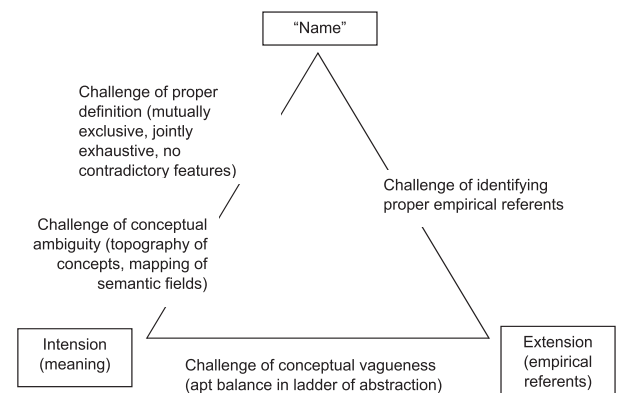 “Name”
Challenge of proper
definition (mutually
exclusive, jointly
exhaustive, no
contradictory features)
Challenge of identifying
proper empirical referents
Challenge of conceptual
ambiguity (topography of
concepts, mapping of
semantic fields)
Intension
(meaning)
Challenge of conceptual vagueness
(apt balance in ladder of abstraction)
Extension
(empirical
referents)